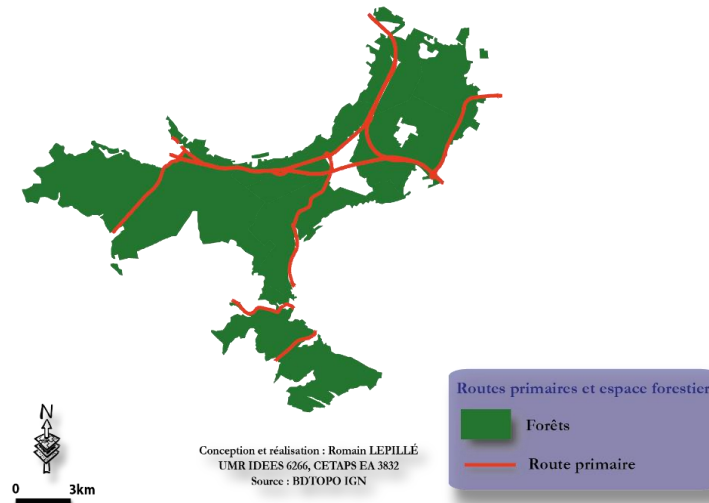 Routes primaires et espace forestier
Forêts
Route primaire
N
0 3km
Conception et réalisation : Romain LEPILLÉ
UMR IDEES 6266, CETAPS EA 3832
Source : BDTOPO IGN